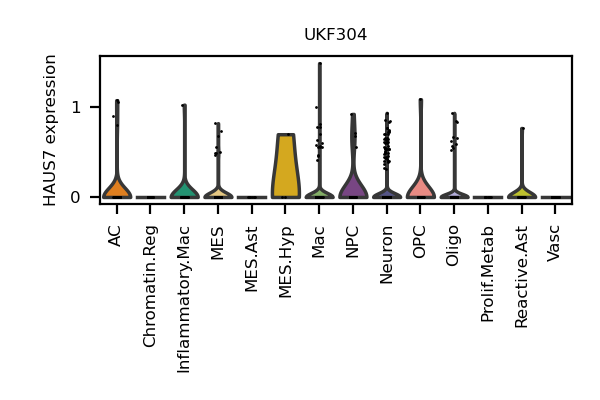 UKF304
HAUS7 expression
1
0
AC
Chromatin.Reg
Inflammatory.Mac
MES
MES.Ast
MES.Hyp
Mac
NPC
Neuron
OPC
Oligo
Prolif.Metab
Reactive.Ast
Vasc